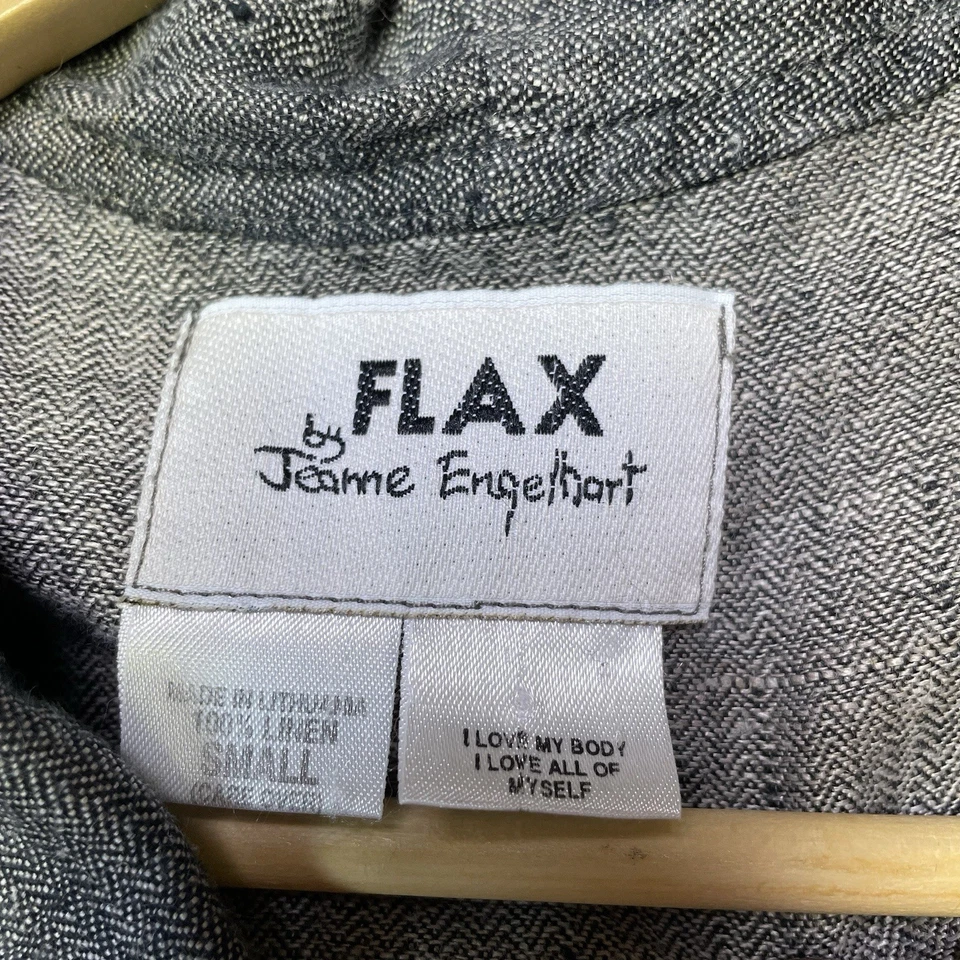 FLAX
by
Jeanne Engelhart
MADE IN LITHUANIA
100% LINEN
SMALL
I LOVE MY BODY
I LOVE ALL OF
MYSELF